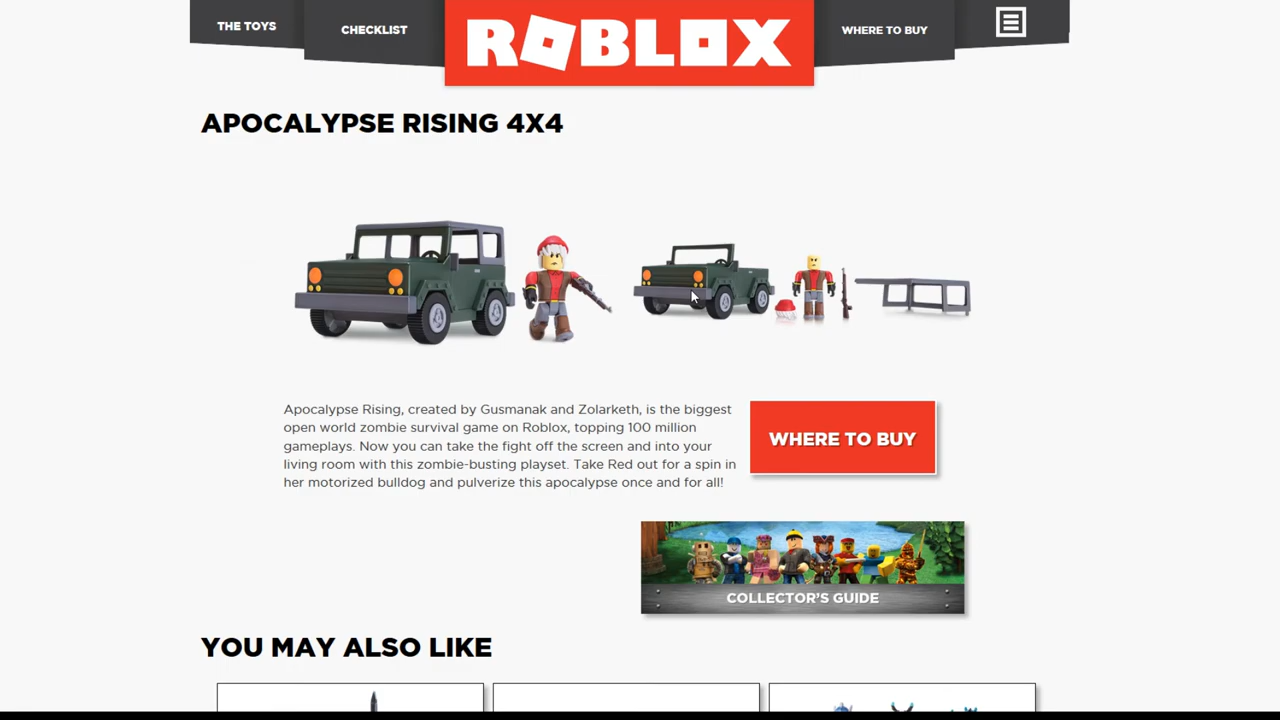 THE TOYS
CHECKLIST
ROBLOX
WHERE TO BUY
APOCALYPSE RISING 4X4
Apocalypse Rising, created by Gusmanak and Zolarketh, is the biggest
open world zombie survival game on Roblox, topping 100 million
gameplays. Now you can take the fight off the screen and into your
living room with this zombie-busting playset. Take Red out for a spin in
her motorized bulldog and pulverize this apocalypse once and for all!
WHERE TO BUY
COLLECTOR'S GUIDE
YOU MAY ALSO LIKE